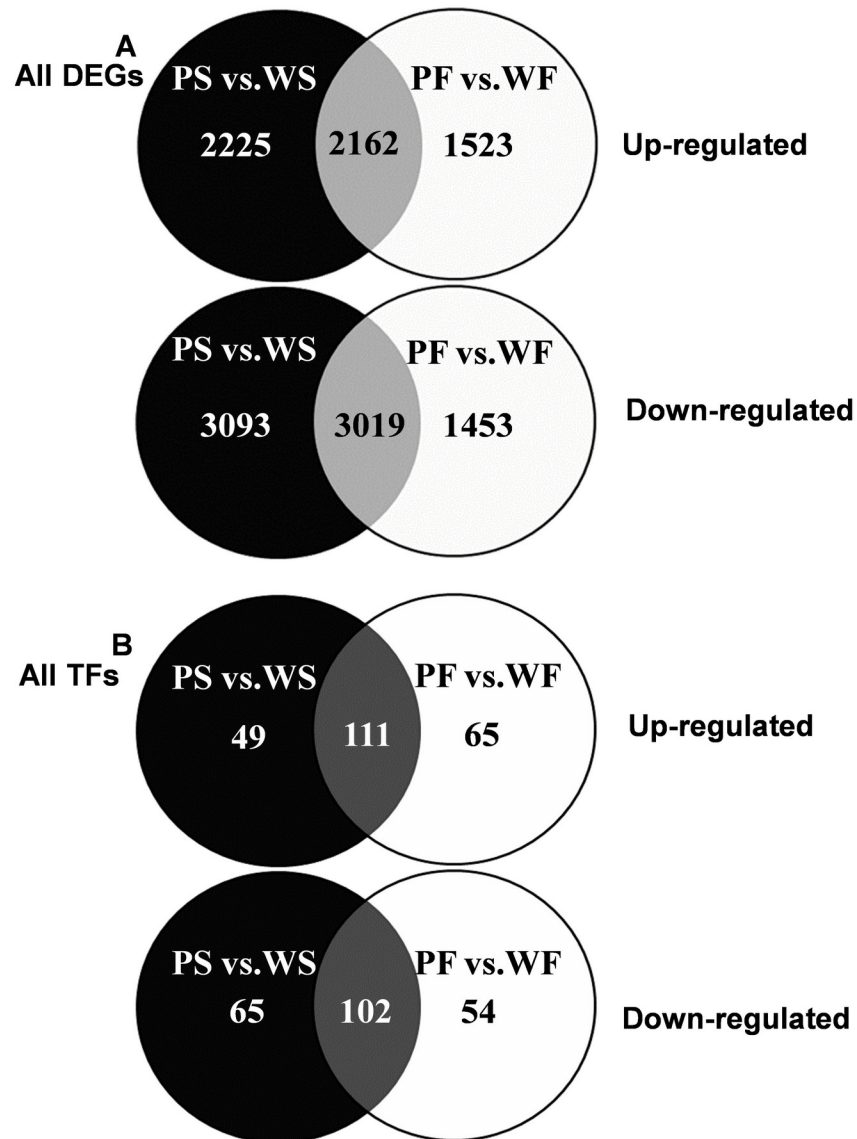 A
All DEGs
PS vs.WS
PF vs.WF
2225
2162
1523
Up-regulated
PS vs.WS
PF vs.WF
3093
3019
1453
Down-regulated
B
All TFs
PS vs.WS
PF vs.WF
49
111
65
Up-regulated
PS vs.WS
PF vs.WF
65
102
54
Down-regulated